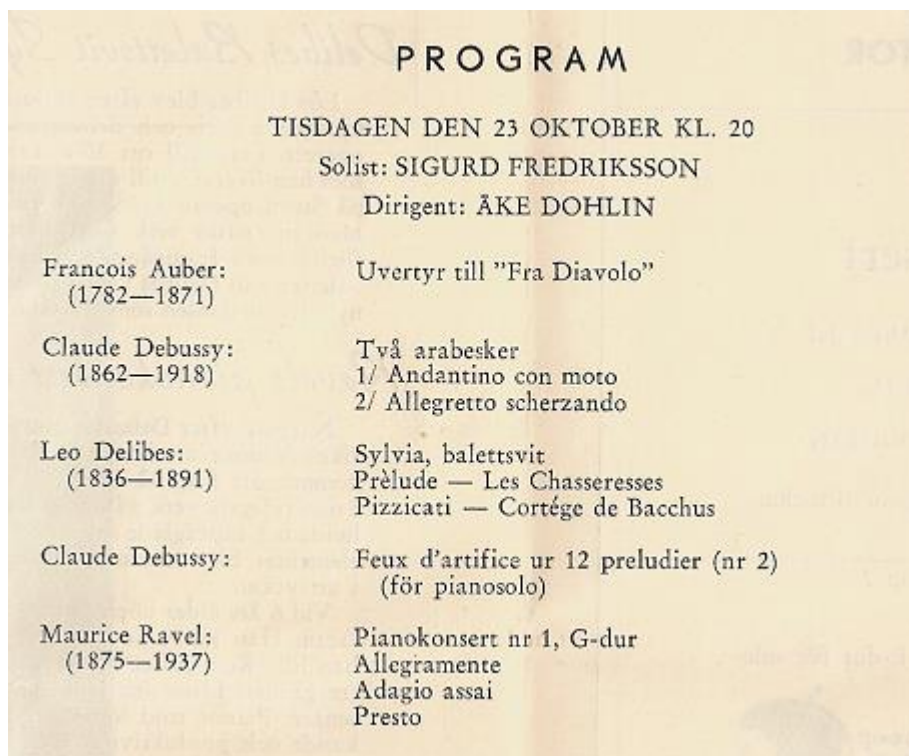 PROGRAM
TISDAGEN DEN 23 OKTOBER KL. 20
Solist: SIGURD FREDRIKSSON
Dirigent: ÅKE DOHLIN
Francois Auber: Uvertyr till ”Fra Diavolo”
(1782—1871)
Claude Debussy: Två arabesker
(1862—1918) 1/ Andantino con moto
2/ Allegretto scherzando
Leo Delibes: Sylvia, balettsvit
(1836—1891) Prèlude — Les Chasseresses
Pizzicati — Cortége de Bacchus
Claude Debussy: Feux d'artifice ur 12 preludier (nr 2)
(för pianosolo)
Maurice Ravel: Pianokonsert nr 1, G-dur
(1875—1937) Allegramente
Adagio assai
Presto